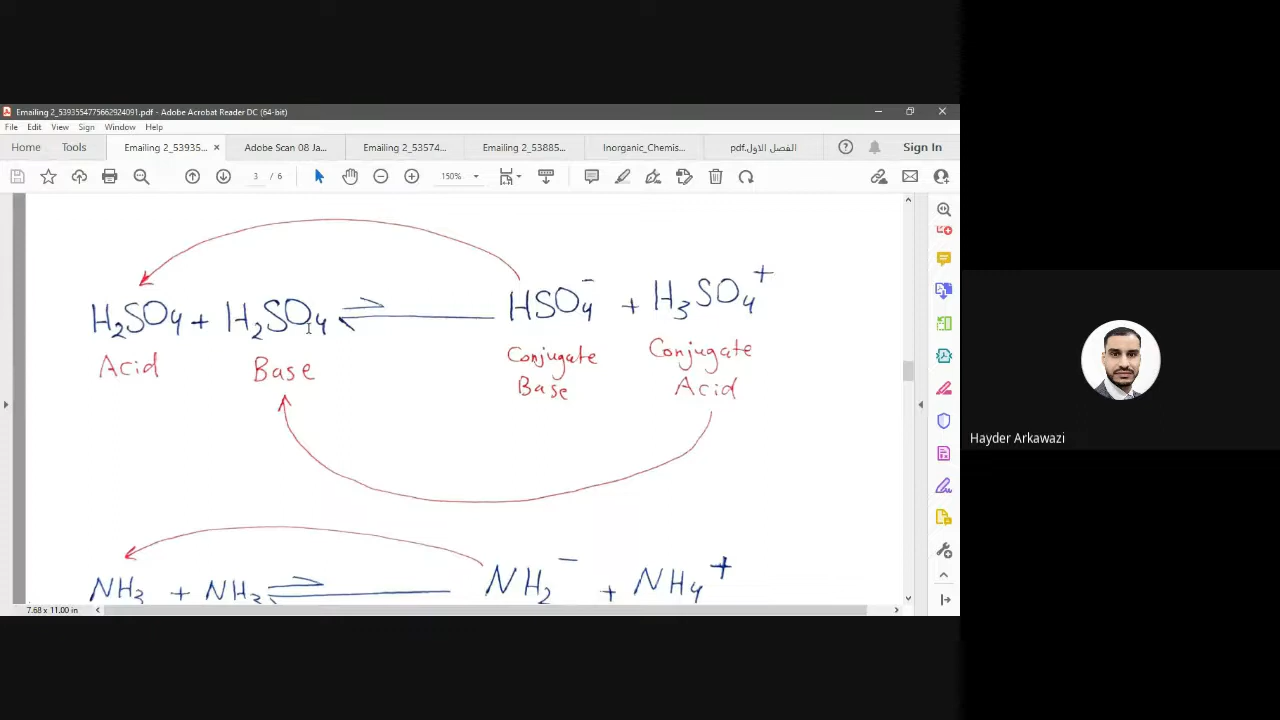 Emailing 2_5393554775662924091.pdf - Adobe Acrobat Reader DC (64-bit)
File Edit View Sign Window Help
Home Tools Emailing 2_53935... × Adobe Scan 08 Ja... Emailing 2_53574... Emailing 2_53885... Inorganic_Chemis... الفصل الاول.pdf Sign In
3 / 6 150%
H₂SO₄ + H₂SO₄ ⇌ HSO₄⁻ + H₃SO₄⁺
Acid Base Conjugate Base Conjugate Acid
NH₃ + NH₃ ⇌ NH₂⁻ + NH₄⁺
7.68 x 11.00 in
Hayder Arkawazi